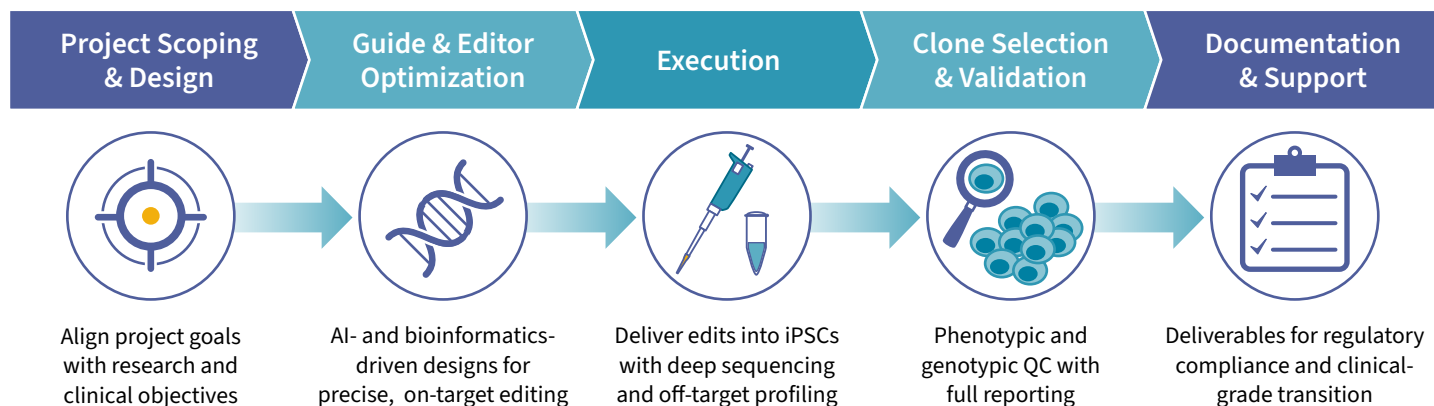 Project Scoping
& Design
Guide & Editor
Optimization
Execution
Clone Selection
& Validation
Documentation
& Support
Align project goals
with research and
clinical objectives
AI- and bioinformatics-
driven designs for
precise, on-target editing
Deliver edits into iPSCs
with deep sequencing
and off-target profiling
Phenotypic and
genotypic QC with
full reporting
Deliverables for regulatory
compliance and clinical-
grade transition